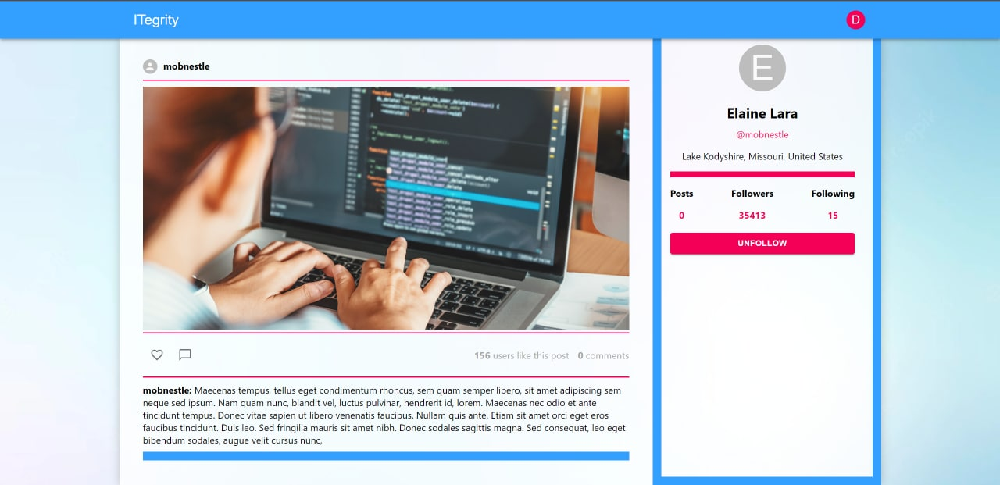 ITegrity
D
mobnestle
156 users like this post 0 comments
mobnestle: Maecenas tempus, tellus eget condimentum rhoncus, sem quam semper libero, sit amet adipiscing sem
neque sed ipsum. Nam quam nunc, blandit vel, luctus pulvinar, hendrerit id, lorem. Maecenas nec odio et ante
tincidunt tempus. Donec vitae sapien ut libero venenatis faucibus. Nullam quis ante. Etiam sit amet orci eget eros
faucibus tincidunt. Duis leo. Sed fringilla mauris sit amet nibh. Donec sodales sagittis magna. Sed consequat, leo eget
bibendum sodales, augue velit cursus nunc,
E
Elaine Lara
@mobnestle
Lake Kodyshire, Missouri, United States
Posts Followers Following
0 35413 15
UNFOLLOW